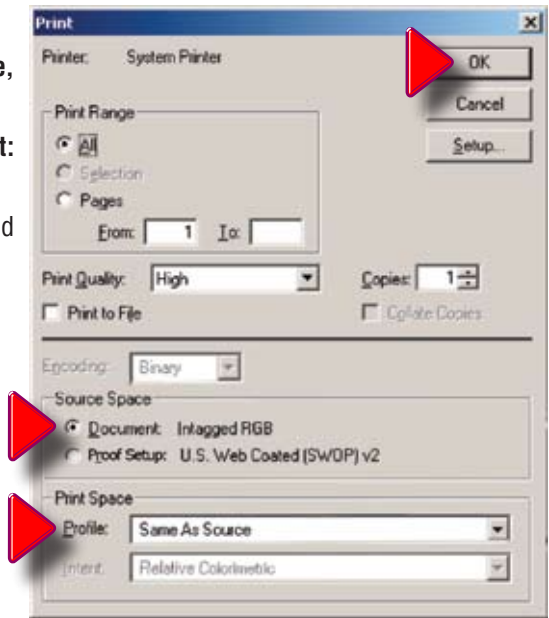 Print
e,
Printer: System Printer
OK
Print Range
Cancel
t:
All
Setup...
Selection
Pages
d
From: 1 To:
Print Quality: High
Copies: 1
Print to File
Collate Copies
Encoding: Binary
Source Space
Document: Intagged RGB
Proof Setup: U.S. Web Coated (SWOP) v2
Print Space
Profile: Same As Source
Intent: Relative Colorimetric